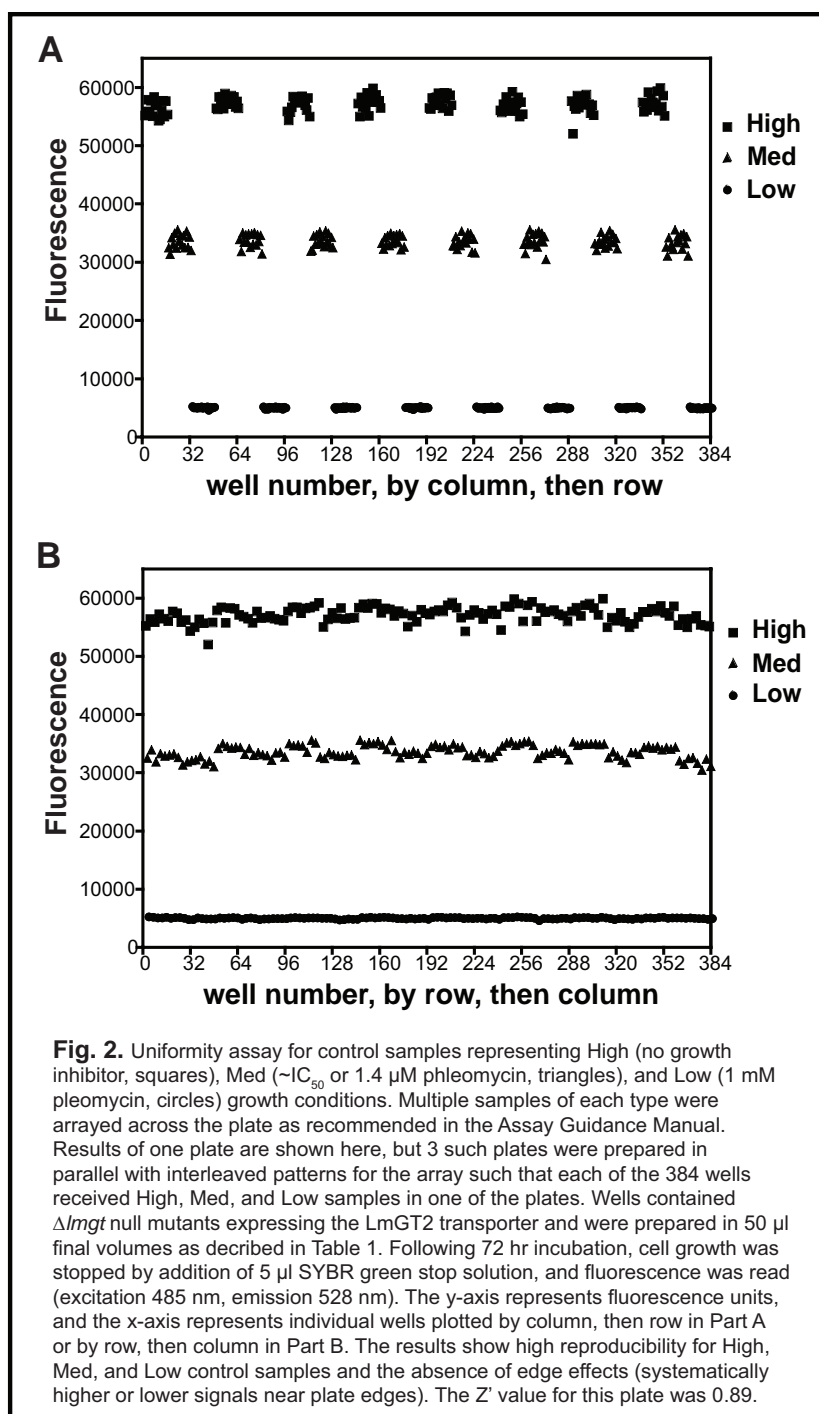 A
60000
50000
40000
30000
20000
10000
0
Fluorescence
High
Med
Low
0 32 64 96 128 160 192 224 256 288 320 352 384
well number, by column, then row
B
60000
50000
40000
30000
20000
10000
0
Fluorescence
High
Med
Low
0 32 64 96 128 160 192 224 256 288 320 352 384
well number, by row, then column
Fig. 2. Uniformity assay for control samples representing High (no growth
inhibitor, squares), Med (~IC50 or 1.4 µM phleomycin, triangles), and Low (1 mM
pleomycin, circles) growth conditions. Multiple samples of each type were
arrayed across the plate as recommended in the Assay Guidance Manual.
Results of one plate are shown here, but 3 such plates were prepared in
parallel with interleaved patterns for the array such that each of the 384 wells
received High, Med, and Low samples in one of the plates. Wells contained
Δlmgt null mutants expressing the LmGT2 transporter and were prepared in 50 µl
final volumes as decribed in Table 1. Following 72 hr incubation, cell growth was
stopped by addition of 5 µl SYBR green stop solution, and fluorescence was read
(excitation 485 nm, emission 528 nm). The y-axis represents fluorescence units,
and the x-axis represents individual wells plotted by column, then row in Part A
or by row, then column in Part B. The results show high reproducibility for High,
Med, and Low control samples and the absence of edge effects (systematically
higher or lower signals near plate edges). The Z' value for this plate was 0.89.